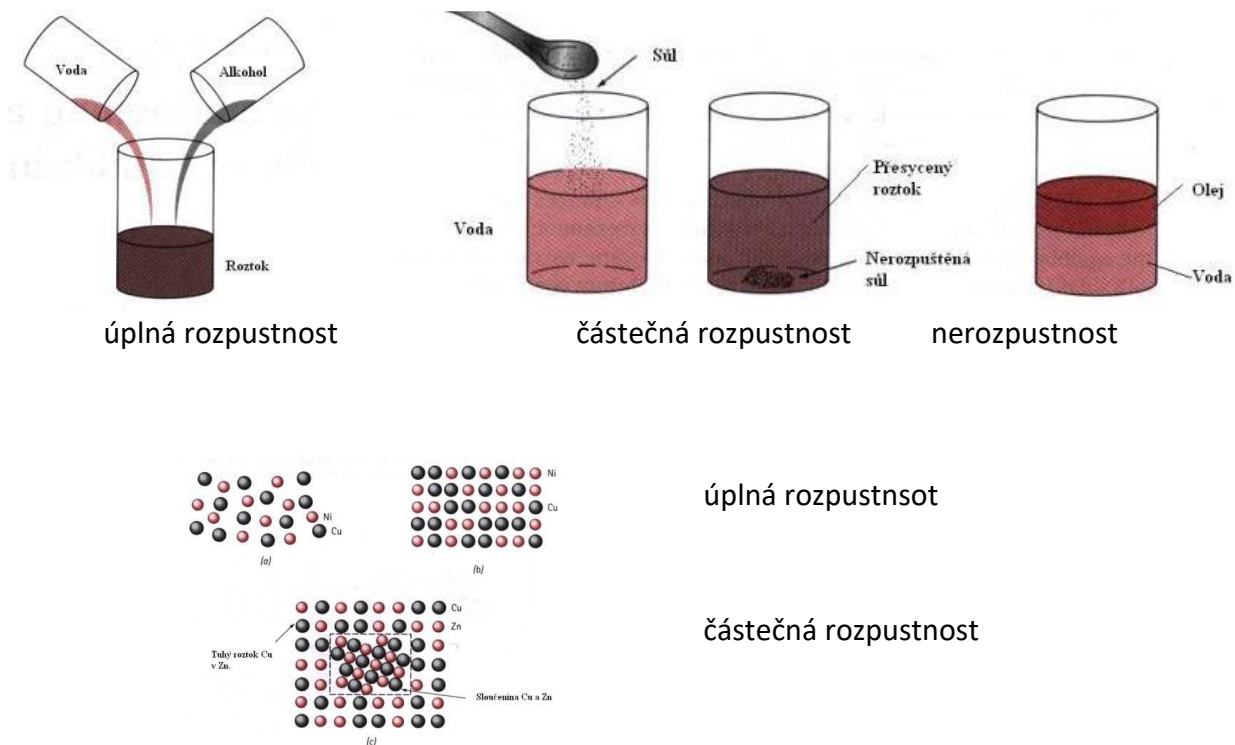 Voda
Alkohol
Roztok
Sůl
Voda
Přesycený
roztok
Nerozpuštěná
sůl
Olej
Voda
úplná rozpustnost
částečná rozpustnost
nerozpustnost
Ni
Cu
(a)
Ni
Cu
(b)
úplná rozpustnsot
Cu
Zn
Tuhý roztok Cu
v Zn.
Sloučenina Cu a Zn
(c)
částečná rozpustnost